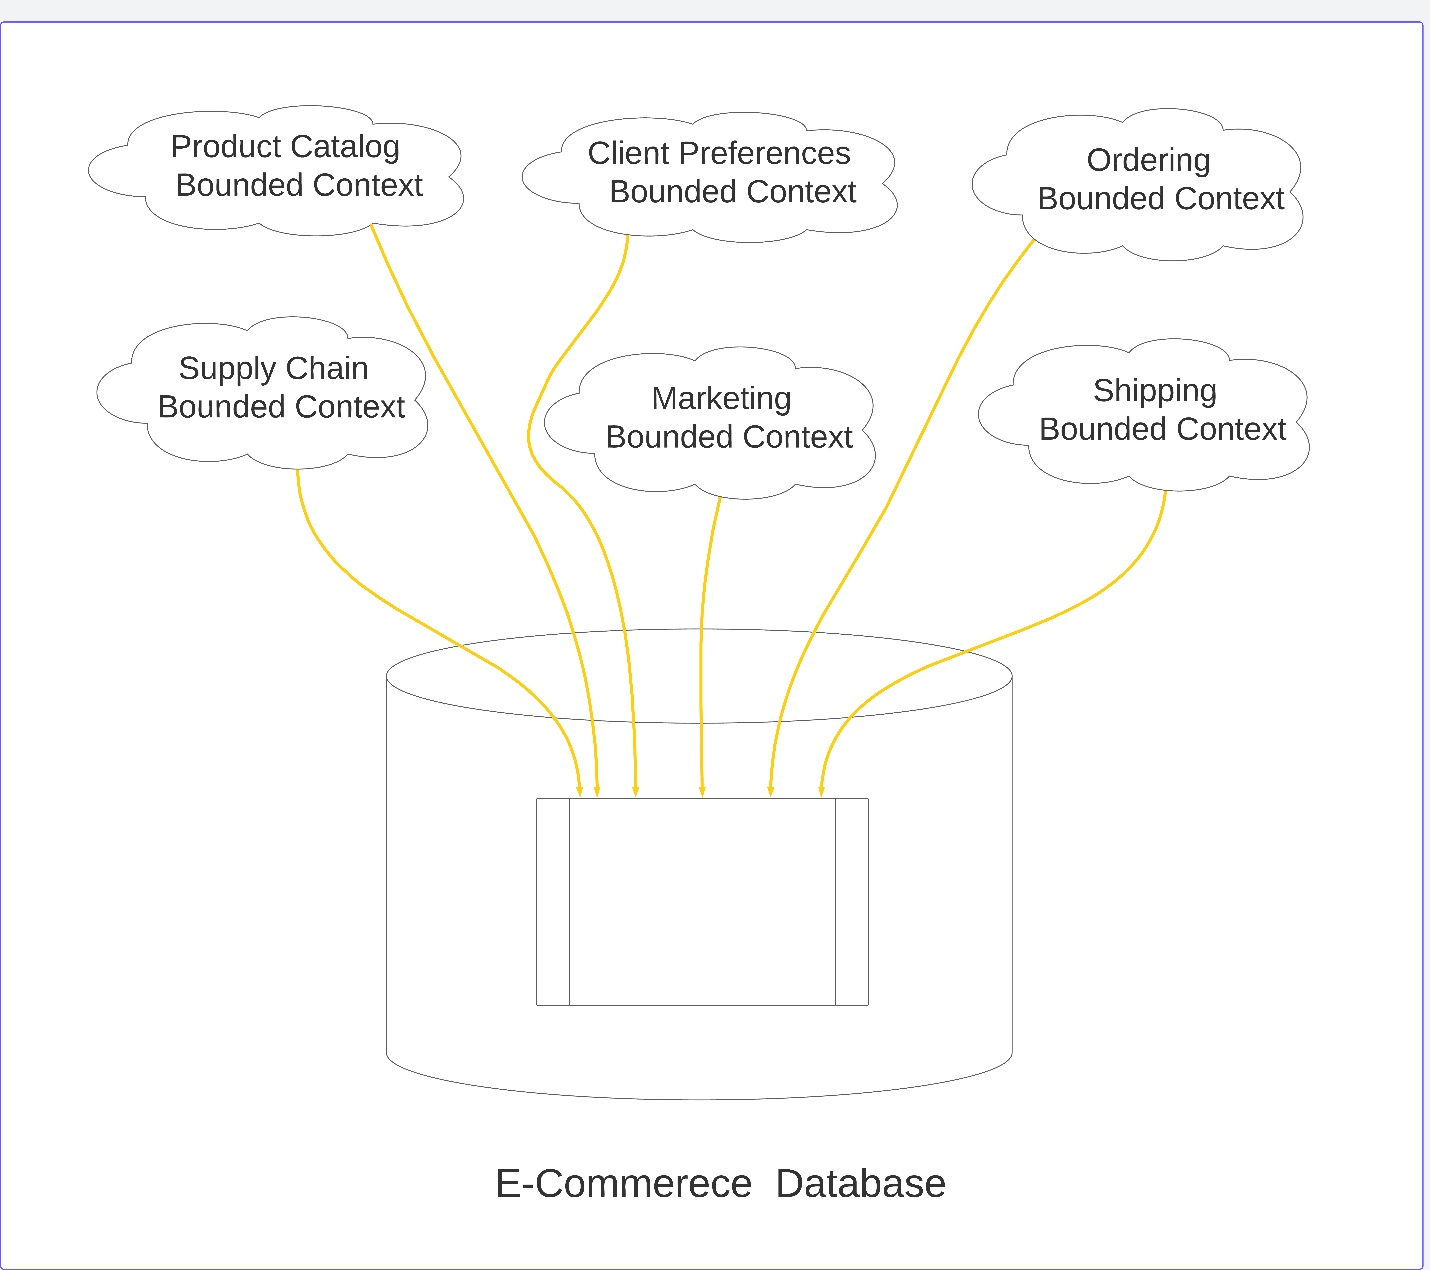 Product Catalog
Bounded Context
Client Preferences
Bounded Context
Ordering
Bounded Context
Supply Chain
Bounded Context
Marketing
Bounded Context
Shipping
Bounded Context
E-Commerece Database